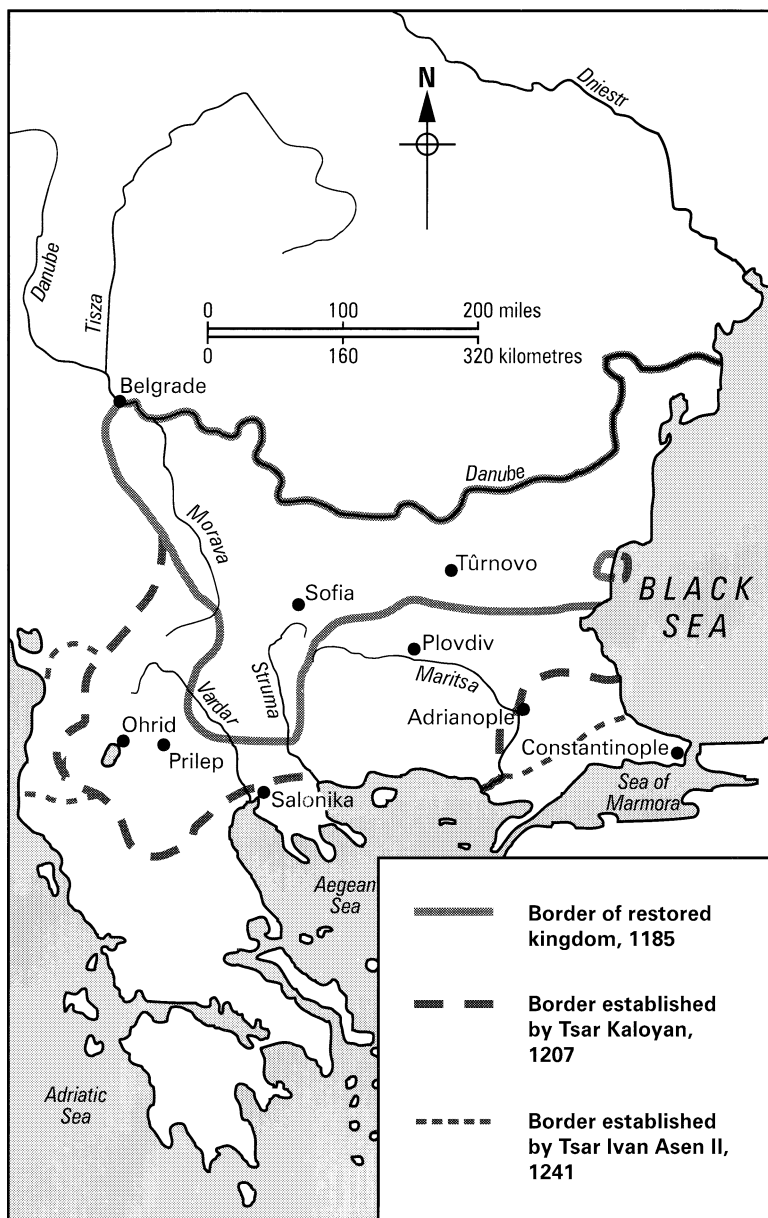 Dniestr
N
Danube
Tisza
0 100 200 miles
0 160 320 kilometres
Belgrade
Danube
Morava
Tûrnovo
Sofia
BLACK
SEA
Plovdiv
Maritsa
Struma
Vardar
Adrianople
Ohrid
Prilep
Constantinople
Salonika
Sea of
Marmora
Aegean
Sea
Border of restored
kingdom, 1185
Border established
by Tsar Kaloyan,
1207
Adriatic
Sea
Border established
by Tsar Ivan Asen II,
1241